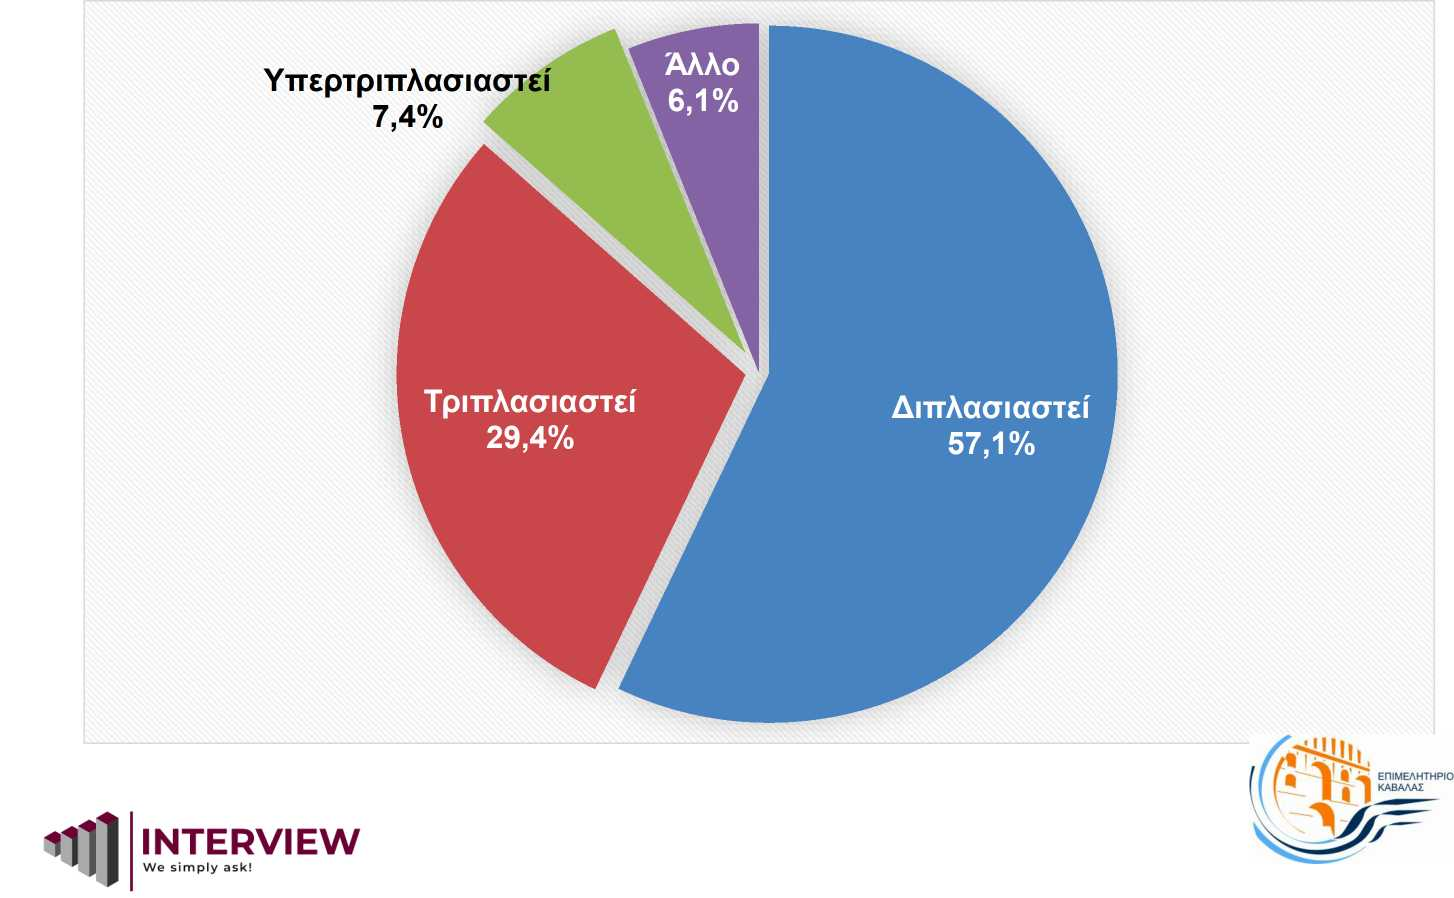 Άλλο
6,1%
Υπερτριπλασιαστεί
7,4%
Τριπλασιαστεί
29,4%
Διπλασιαστεί
57,1%
ΕΠΙΜΕΛΗΤΗΡΙΟ
ΚΑΒΑΛΑΣ
INTERVIEW
We simply ask!